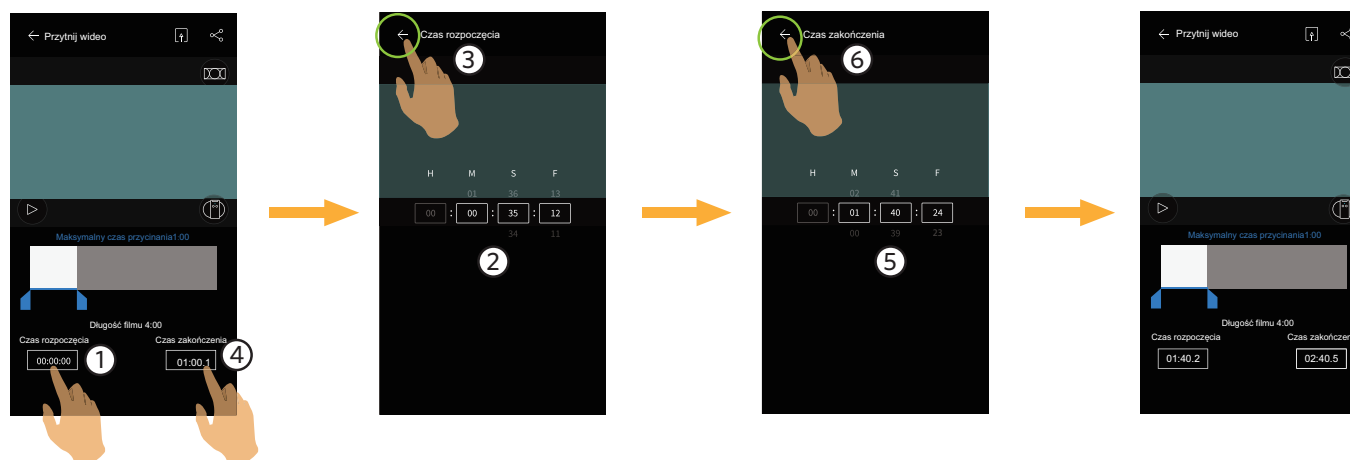 Przytnij wideo
Maksymalny czas przycinania1:00
Długość filmu 4:00
Czas rozpoczęcia Czas zakończenia
00:00:00 1 01:00.1 4
Czas rozpoczęcia
3
H M S F
01 36 13
00 : 00 : 35 : 12
34 11
2
Czas zakończenia
6
H M S F
02 41
00 : 01 : 40 : 24
00 39 23
5
Przytnij wideo
Maksymalny czas przycinania1:00
Długość filmu 4:00
Czas rozpoczęcia Czas zakończen
01:40.2 02:40.5